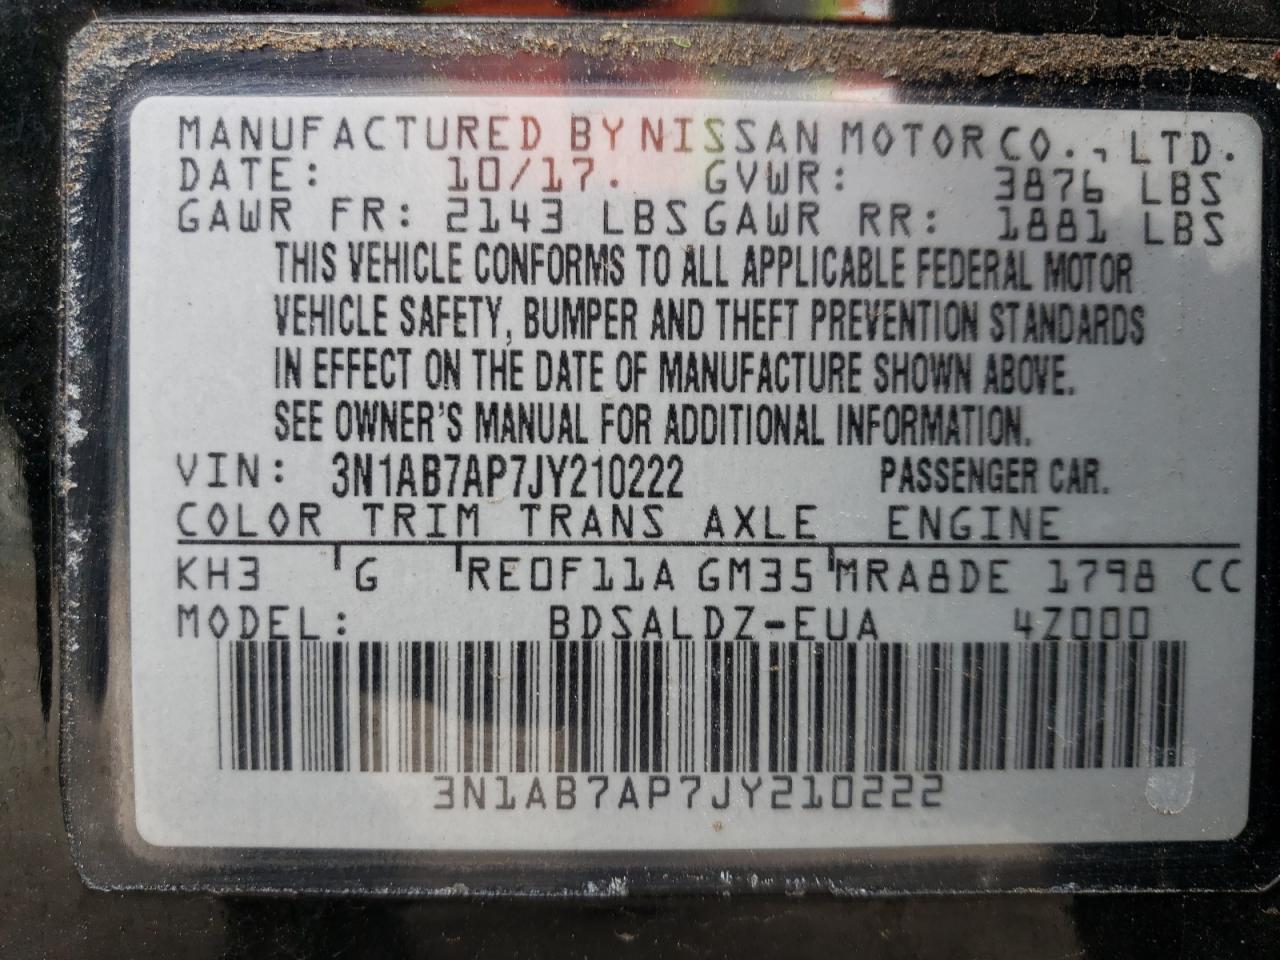 MANUFACTURED BY NISSAN MOTOR CO., LTD.
DATE: 10/17. GVWR: 3876 LBS
GAWR FR: 2143 LBS GAWR RR: 1881 LBS
THIS VEHICLE CONFORMS TO ALL APPLICABLE FEDERAL MOTOR
VEHICLE SAFETY, BUMPER AND THEFT PREVENTION STANDARDS
IN EFFECT ON THE DATE OF MANUFACTURE SHOWN ABOVE.
SEE OWNER'S MANUAL FOR ADDITIONAL INFORMATION.
VIN: 3N1AB7AP7JY210222 PASSENGER CAR.
COLOR TRIM TRANS AXLE ENGINE
KH3 G RE0F11A GM35 MRA8DE 1798 CC
MODEL: BDSALDZ-EUA 4Z000
3N1AB7AP7JY210222